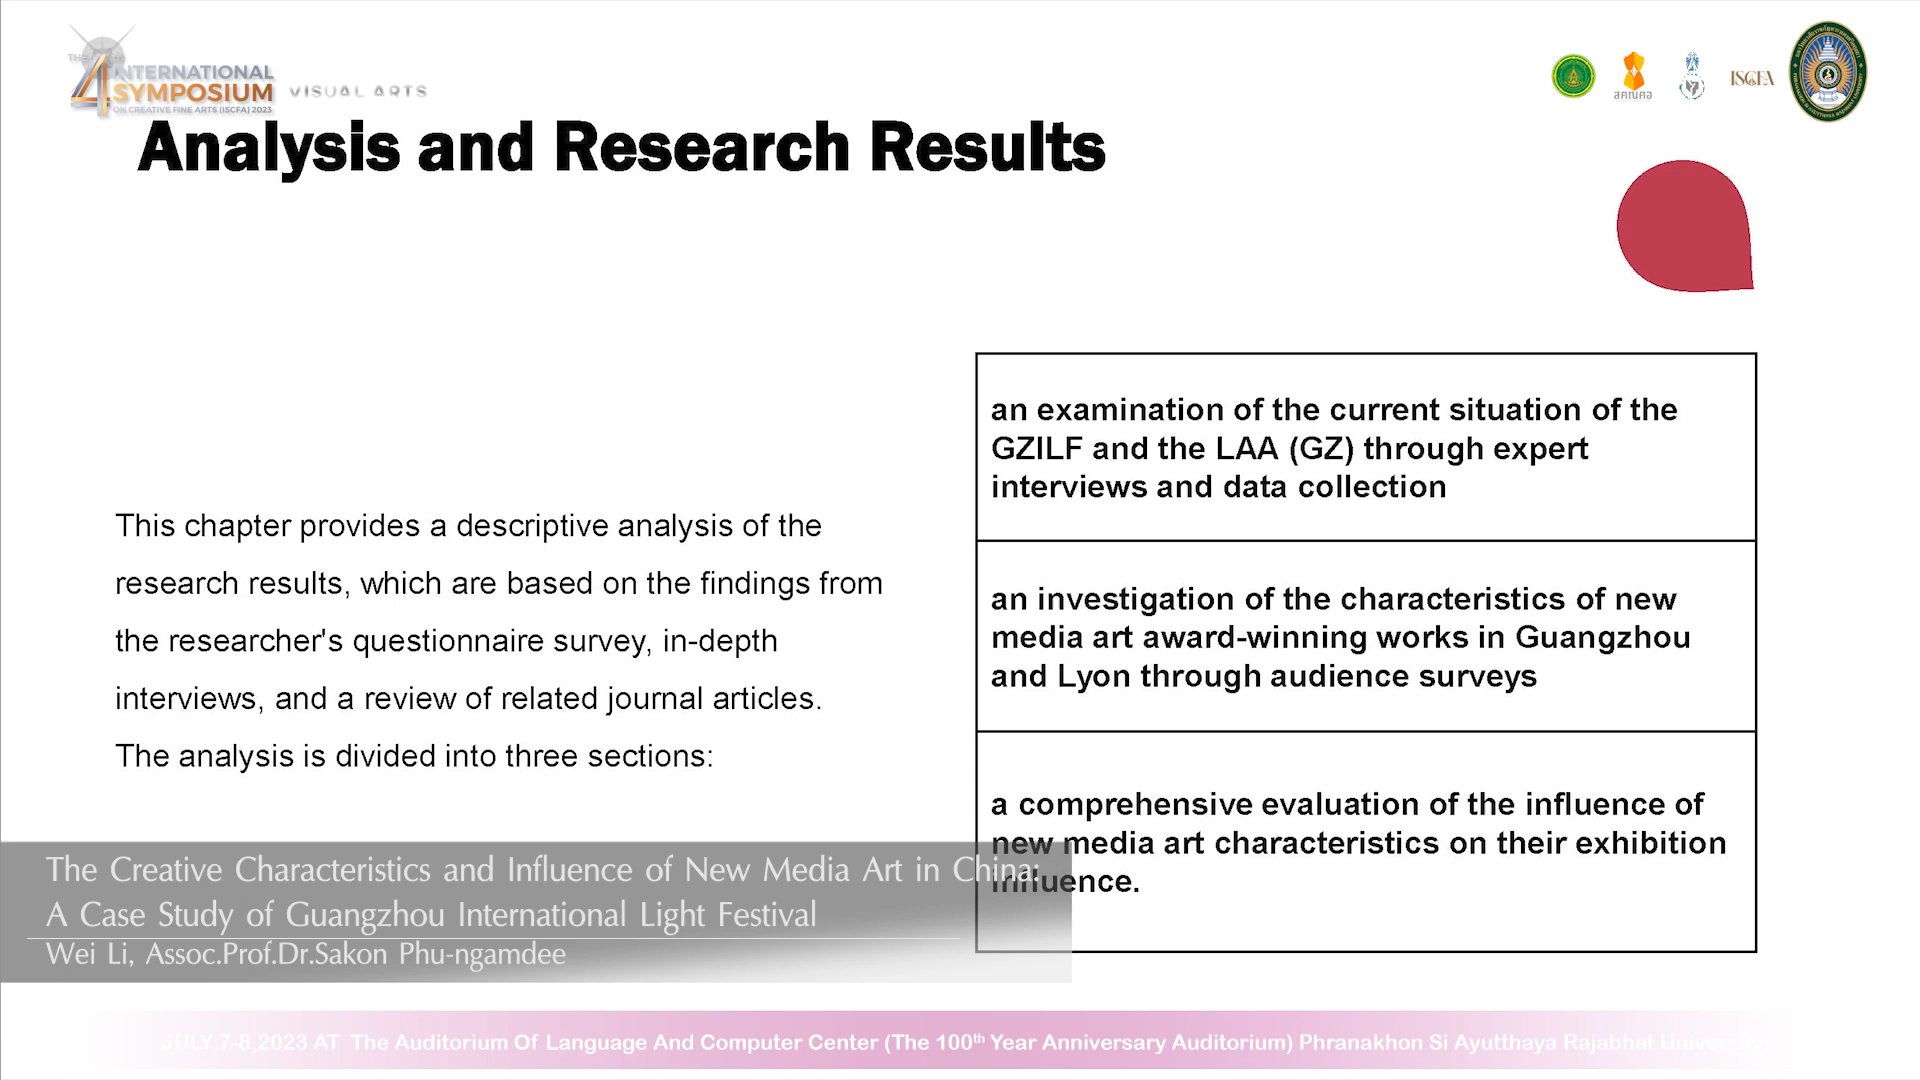 THE 4TH INTERNATIONAL
SYMPOSIUM
ON CREATIVE FINE ARTS (ISCFA) 2023
VISUAL ARTS
สคณคอ
ISCFA
Analysis and Research Results
This chapter provides a descriptive analysis of the
research results, which are based on the findings from
the researcher's questionnaire survey, in-depth
interviews, and a review of related journal articles.
The analysis is divided into three sections:
an examination of the current situation of the
GZILF and the LAA (GZ) through expert
interviews and data collection
an investigation of the characteristics of new
media art award-winning works in Guangzhou
and Lyon through audience surveys
a comprehensive evaluation of the influence of
new media art characteristics on their exhibition
influence.
The Creative Characteristics and Influence of New Media Art in China:
A Case Study of Guangzhou International Light Festival
Wei Li, Assoc.Prof.Dr.Sakon Phu-ngamdee
JULY 7-8,2023 AT The Auditorium Of Language And Computer Center (The 100th Year Anniversary Auditorium) Phranakhon Si Ayutthaya Rajabhat University